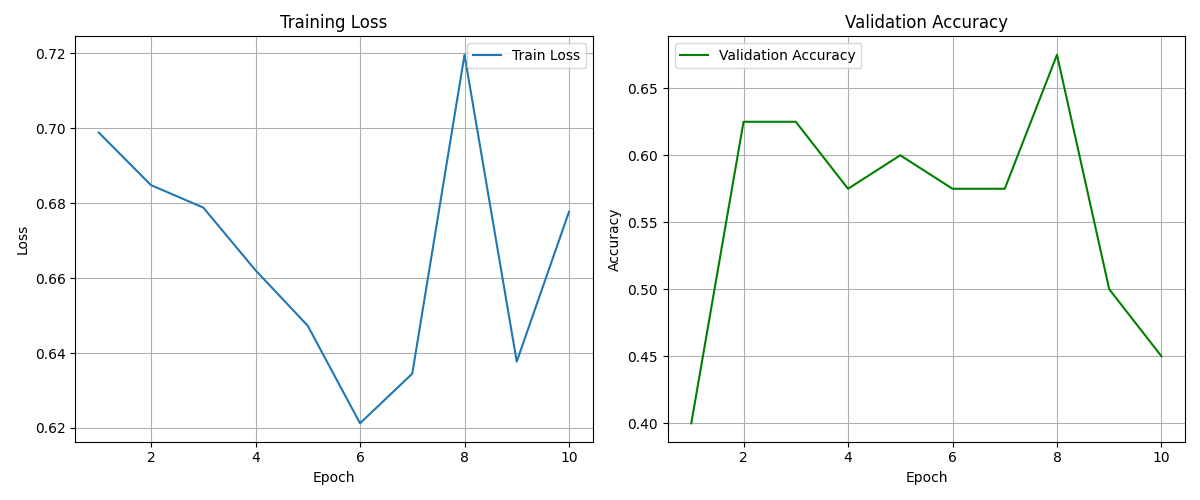 Training Loss
Train Loss
0.72
0.70
0.68
0.66
0.64
0.62
Loss
2 4 6 8 10
Epoch
Validation Accuracy
Validation Accuracy
0.65
0.60
0.55
0.50
0.45
0.40
Accuracy
2 4 6 8 10
Epoch